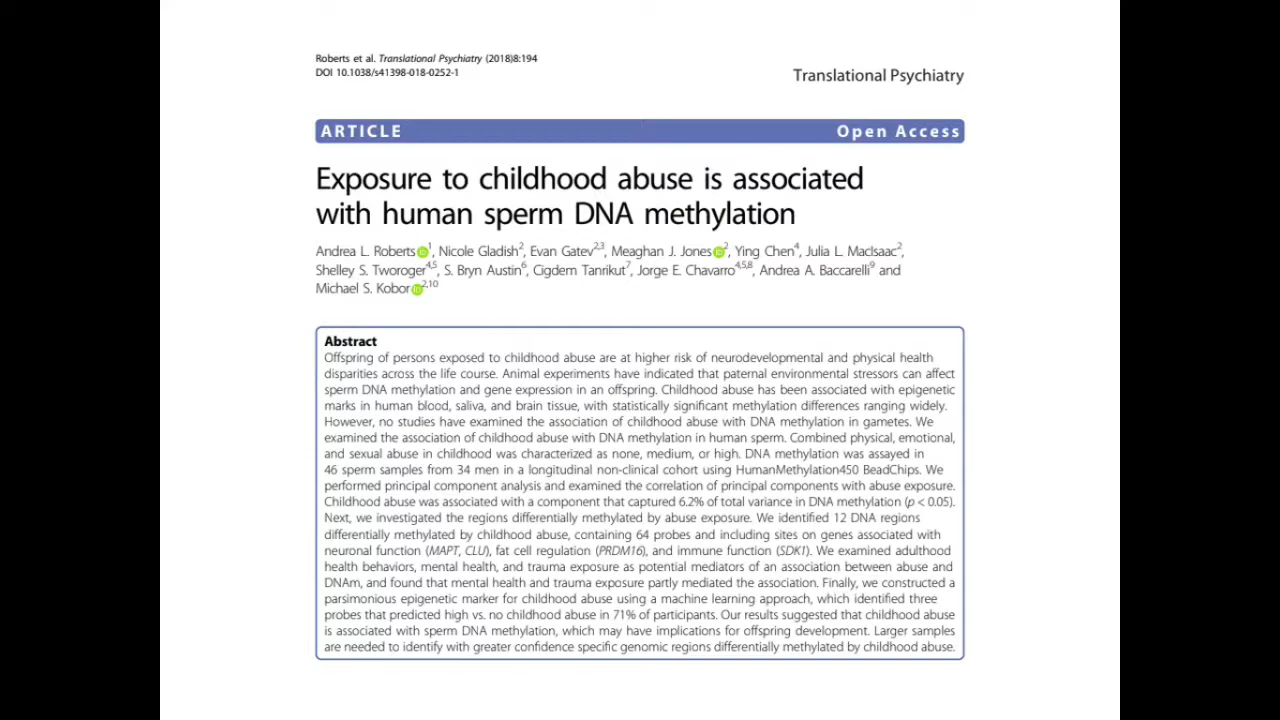 Roberts et al. Translational Psychiatry (2018)8:194
DOI 10.1038/s41398-018-0252-1
Translational Psychiatry
ARTICLE
Open Access
Exposure to childhood abuse is associated
with human sperm DNA methylation
Andrea L. Roberts¹, Nicole Gladish², Evan Gatev²,³, Meaghan J. Jones², Ying Chen⁴, Julia L. MacIsaac²,
Shelley S. Tworoger⁴,⁵, S. Bryn Austin⁶, Cigdem Tanrikut⁷, Jorge E. Chavarro⁴,⁵,⁸, Andrea A. Baccarelli⁹ and
Michael S. Kobor²,¹⁰
Abstract
Offspring of persons exposed to childhood abuse are at higher risk of neurodevelopmental and physical health
disparities across the life course. Animal experiments have indicated that paternal environmental stressors can affect
sperm DNA methylation and gene expression in an offspring. Childhood abuse has been associated with epigenetic
marks in human blood, saliva, and brain tissue, with statistically significant methylation differences ranging widely.
However, no studies have examined the association of childhood abuse with DNA methylation in gametes. We
examined the association of childhood abuse with DNA methylation in human sperm. Combined physical, emotional,
and sexual abuse in childhood was characterized as none, medium, or high. DNA methylation was assayed in
46 sperm samples from 34 men in a longitudinal non-clinical cohort using HumanMethylation450 BeadChips. We
performed principal component analysis and examined the correlation of principal components with abuse exposure.
Childhood abuse was associated with a component that captured 6.2% of total variance in DNA methylation (p < 0.05).
Next, we investigated the regions differentially methylated by abuse exposure. We identified 12 DNA regions
differentially methylated by childhood abuse, containing 64 probes and including sites on genes associated with
neuronal function (MAPT, CLU), fat cell regulation (PRDM16), and immune function (SDK1). We examined adulthood
health behaviors, mental health, and trauma exposure as potential mediators of an association between abuse and
DNAm, and found that mental health and trauma exposure partly mediated the association. Finally, we constructed a
parsimonious epigenetic marker for childhood abuse using a machine learning approach, which identified three
probes that predicted high vs. no childhood abuse in 71% of participants. Our results suggested that childhood abuse
is associated with sperm DNA methylation, which may have implications for offspring development. Larger samples
are needed to identify with greater confidence specific genomic regions differentially methylated by childhood abuse.